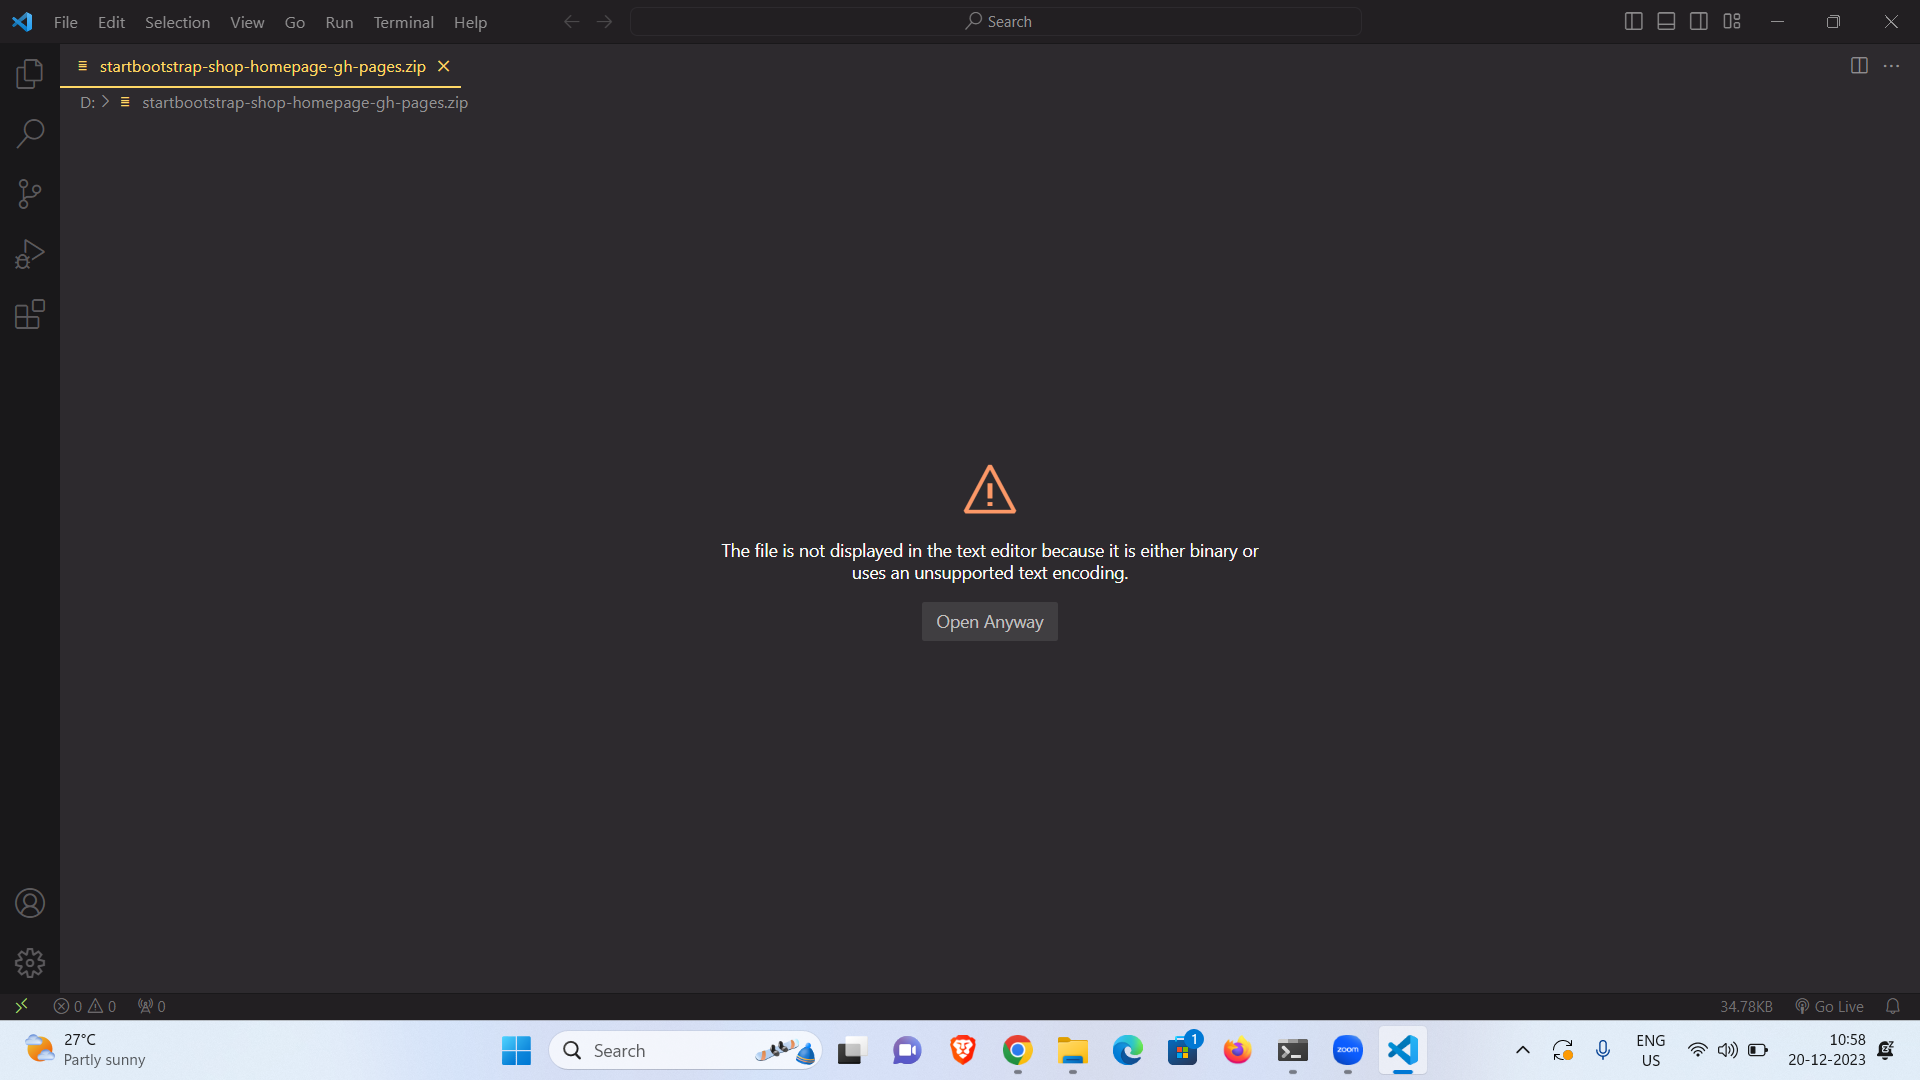 File Edit Selection View Go Run Terminal Help
Search
startbootstrap-shop-homepage-gh-pages.zip
D: > startbootstrap-shop-homepage-gh-pages.zip
The file is not displayed in the text editor because it is either binary or
uses an unsupported text encoding.
Open Anyway
0 0 0
34.78KB Go Live
27°C
Partly sunny
Search
1
zoom
ENG
US
10:58
20-12-2023